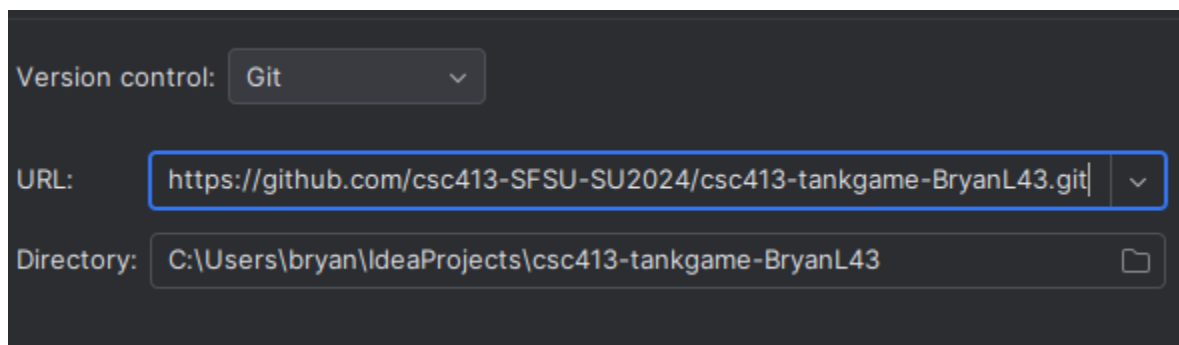 Version control: Git
URL: https://github.com/csc413-SFSU-SU2024/csc413-tankgame-BryanL43.git
Directory: C:\Users\bryan\IdeaProjects\csc413-tankgame-BryanL43